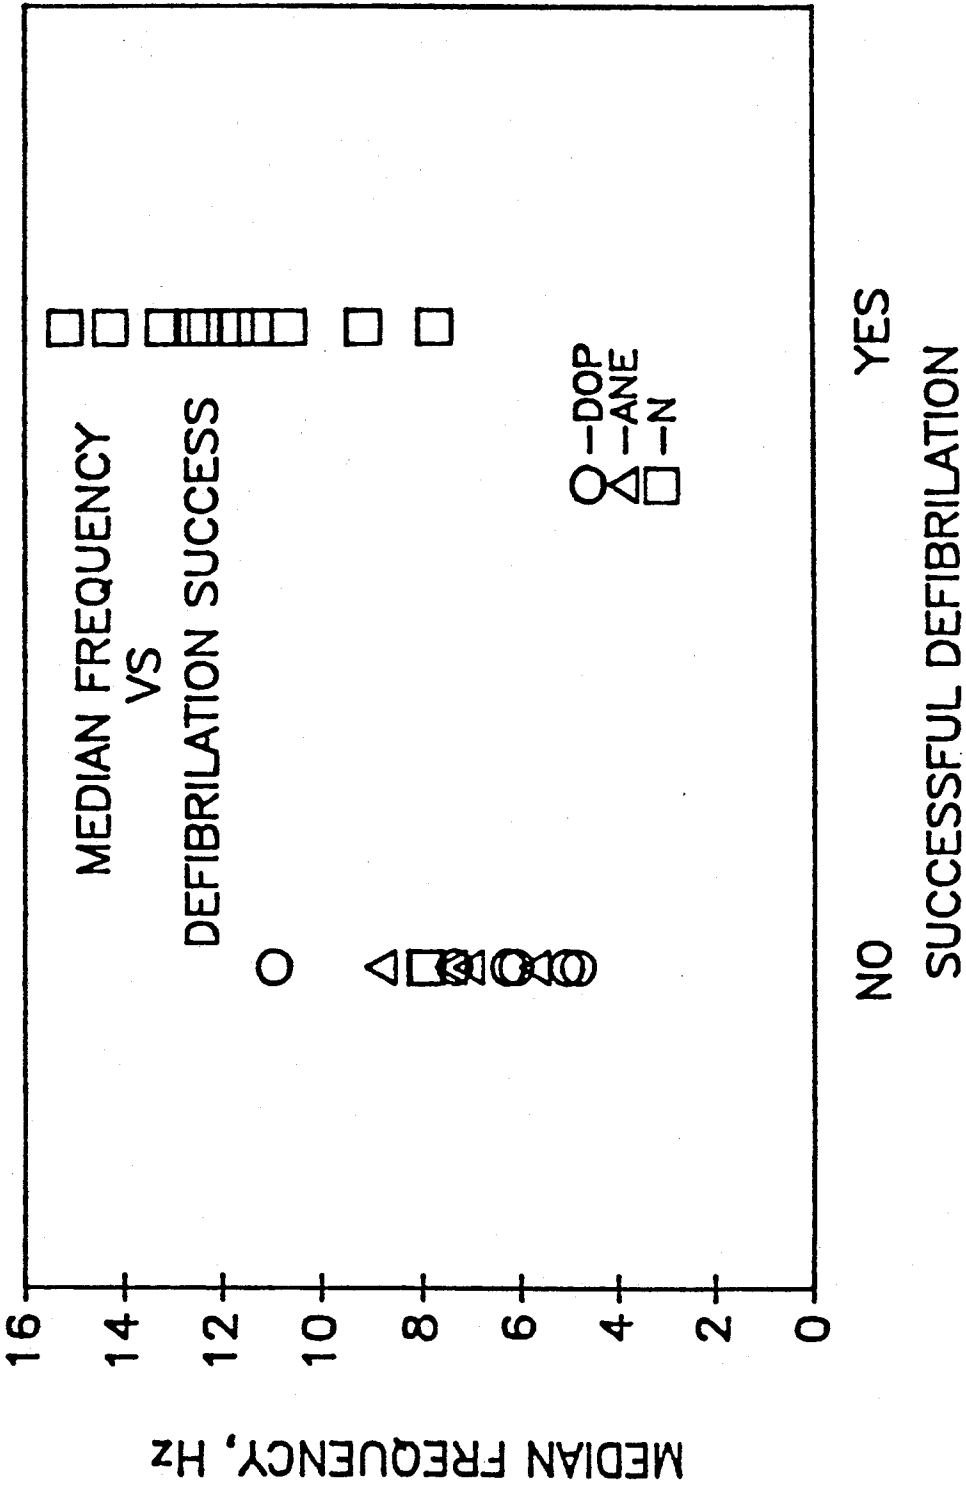 MEDIAN FREQUENCY
VS
DEFIBRILATION SUCCESS
MEDIAN FREQUENCY, Hz
16
14
12
10
8
6
4
2
0
–DOP
–ANE
–N
NO
YES
SUCCESSFUL DEFIBRILATION